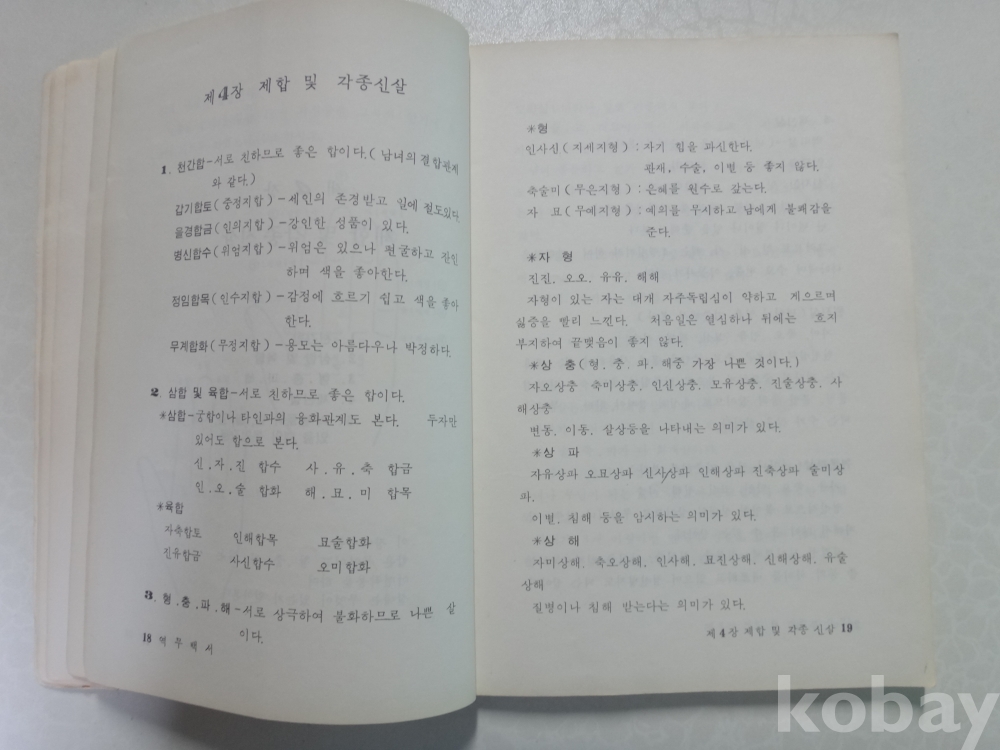 제4장 제합 및 각종신살
1. 천간합-서로 친하므로 좋은 합이다.(남녀의 결합관계
와 같다.)
갑기합토(중정지합)-세인의 존경받고 일에 절도있다.
을경합금(인의지합)-강인한 성품이 있다.
병신합수(위엄지합)-위엄은 있으나 편굴하고 잔인
하며 색을 좋아한다.
정임합목(인수지합)-감정에 흐르기 쉽고 색을 좋아
한다.
무계합화(무정지합)-용모는 아름다우나 박정하다.
2. 삼합 및 육합-서로 친하므로 좋은 합이다.
*삼합-궁합이나 타인과의 융화관계도 본다. 두자만
있어도 합으로 본다.
신.자.진 합수 사.유.축 합금
인.오.술 합화 해.묘.미 합목
*육합
자축합토 인해합목 묘술합화
진유합금 사신합수 오미합화
3. 형.충.파.해-서로 상극하여 불화하므로 나쁜 살
이다.
18 역무백서
*형
인사신(지세지형): 자기 힘을 과신한다.
관재, 수술, 이별 등 좋지 않다.
축술미(무은지형): 은혜를 원수로 갚는다.
자 묘(무예지형): 예의를 무시하고 남에게 불쾌감을
준다.
*자 형
진진, 오오, 유유, 해해
자형이 있는 자는 대개 자주독립심이 약하고 게으르며
싫증을 빨리 느낀다. 처음일은 열심하나 뒤에는 흐지
부지하여 끝맺음이 좋지 않다.
*상 충(형, 충, 파, 해중 가장 나쁜 것이다.)
자오상충 축미상충, 인신상충, 묘유상충, 진술상충, 사
해상충
변동, 이동, 살상등을 나타내는 의미가 있다.
*상 파
자유상파 오묘상파 신사상파 인해상파 진축상파 술미상
파.
이별, 침해 등을 암시하는 의미가 있다.
*상 해
자미상해, 축오상해, 인사해, 묘진상해, 신해상해, 유술
상해
질병이나 침해 받는다는 의미가 있다.
제4장 제합 및 각종 신살 19
kobay